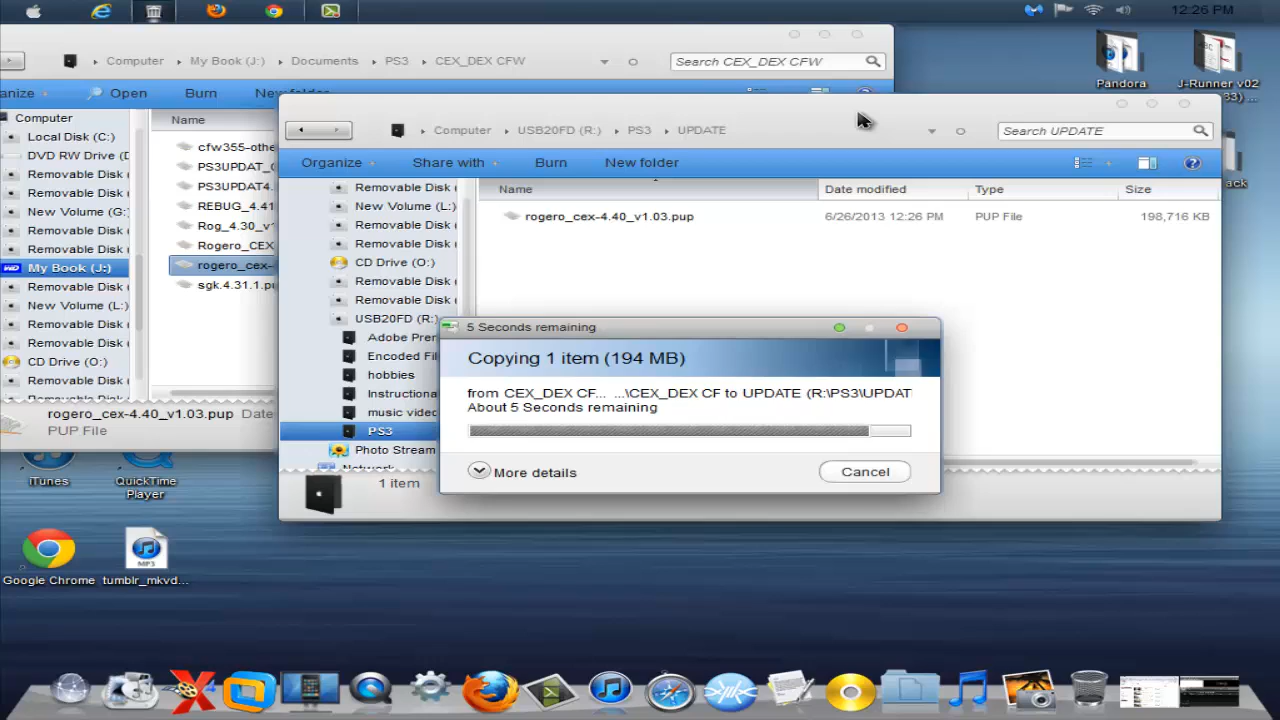 12:26 PM
Computer
My Book (J:)
Documents
PS3
CEX_DEX CFW
Search CEX_DEX CFW
Pandora
J-Runner v02
Open
Burn
Computer
Local Disk (C:)
DVD RW Drive (
Removable Disk
Removable Disk
New Volume (G:
Removable Disk
Removable Disk
My Book (J:)
Removable Disk
New Volume (L:
Removable Disk
Removable Disk
CD Drive (O:)
Removable Disk
Name
cfw355-othe
PS3UPDAT_
PS3UPDAT4.
REBUG_4.41
Rog_4.30_v1
Rogero_CEX
rogero_cex-
sgk.4.31.1.pu
rogero_cex-4.40_v1.03.pup
Date
PUP File
Computer
USB20FD (R:)
PS3
UPDATE
Search UPDATE
Organize
Share with
Burn
New folder
Removable Disk
New Volume (L:)
Removable Disk
Removable Disk
CD Drive (O:)
Removable Disk
Removable Disk
USB20FD (R:)
Adobe Prer
Encoded Fil
hobbies
Instructiona
music video
PS3
Photo Stream
Name
Date modified
Type
Size
rogero_cex-4.40_v1.03.pup
6/26/2013 12:26 PM
PUP File
198,716 KB
1 item
5 Seconds remaining
Copying 1 item (194 MB)
from CEX_DEX CF... ...\CEX_DEX CF to UPDATE (R:\PS3\UPDAT
About 5 Seconds remaining
More details
Cancel
iTunes
QuickTime
Player
Google Chrome
tumblr_mkvd...
MP3